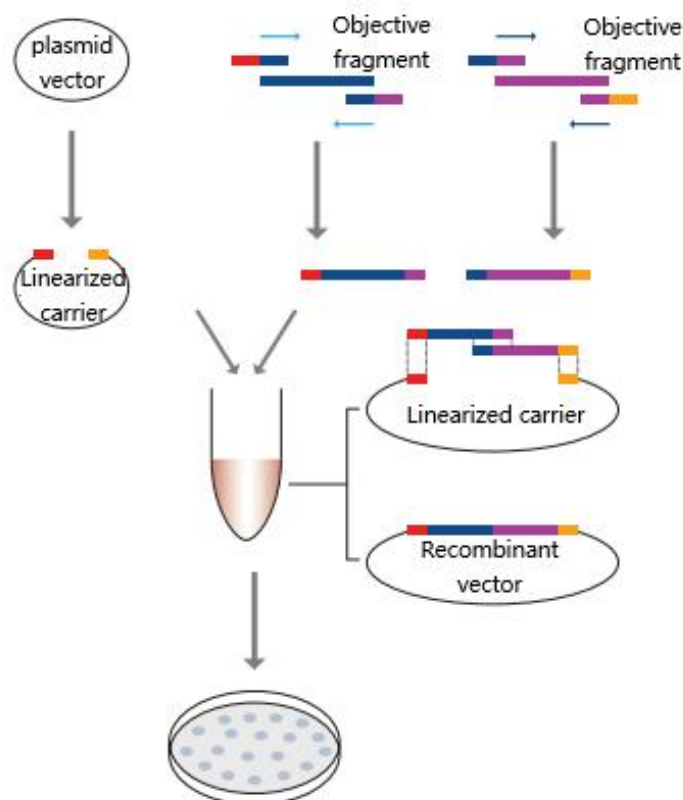 plasmid
vector
Objective
fragment
Objective
fragment
Linearized
carrier
Linearized carrier
Recombinant
vector